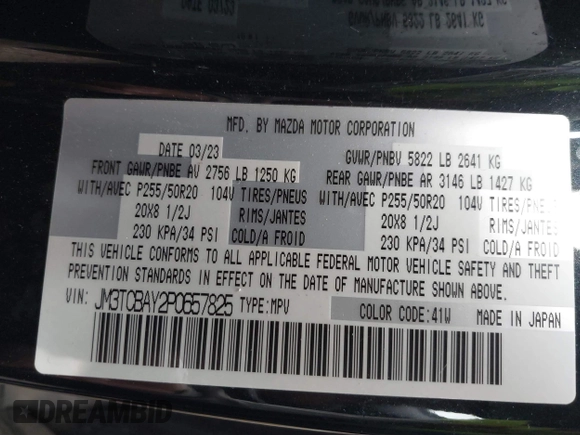 MFD. BY MAZDA MOTOR CORPORATION
DATE 03/23 GVWR/PNBV 5822 LB 2641 KG
FRONT GAWR/PNBE AV 2756 LB 1250 KG REAR GAWR/PNBE AR 3146 LB 1427 KG
WITH/AVEC P255/50R20 104V TIRES/PNEUS WITH/AVEC P255/50R20 104V TIRES/PNEUS
20X8 1/2J RIMS/JANTES 20X8 1/2J RIMS/JANTES
230 KPA/34 PSI COLD/A FROID 230 KPA/34 PSI COLD/A FROID
THIS VEHICLE CONFORMS TO ALL APPLICABLE FEDERAL MOTOR VEHICLE SAFETY AND THEFT
PREVENTION STANDARDS IN EFFECT ON THE DATE OF MANUFACTURE SHOWN ABOVE.
VIN: JM3TCBAY2P0657825 TYPE:MPV COLOR CODE:41W MADE IN JAPAN
DREAMBID